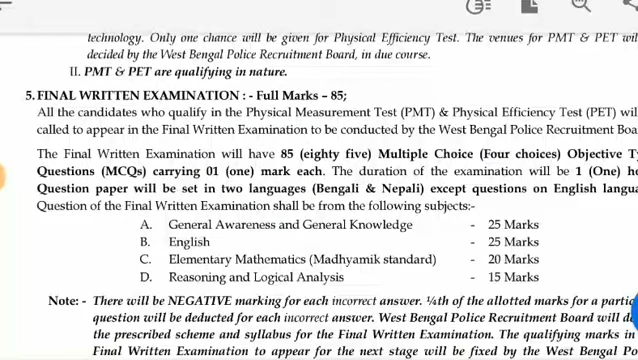 technology. Only one chance will be given for Physical Efficiency Test. The venues for PMT & PET wil
decided by the West Bengal Police Recruitment Board, in due course.
II. PMT & PET are qualifying in nature.
5. FINAL WRITTEN EXAMINATION : - Full Marks – 85;
All the candidates who qualify in the Physical Measurement Test (PMT) & Physical Efficiency Test (PET) wil
called to appear in the Final Written Examination to be conducted by the West Bengal Police Recruitment Boa
The Final Written Examination will have 85 (eighty five) Multiple Choice (Four choices) Objective Ty
Questions (MCQs) carrying 01 (one) mark each. The duration of the examination will be 1 (One) ho
Question paper will be set in two languages (Bengali & Nepali) except questions on English langua
Question of the Final Written Examination shall be from the following subjects:-
A. General Awareness and General Knowledge - 25 Marks
B. English - 25 Marks
C. Elementary Mathematics (Madhyamik standard) - 20 Marks
D. Reasoning and Logical Analysis - 15 Marks
Note: - There will be NEGATIVE marking for each incorrect answer. ¼th of the allotted marks for a partic
question will be deducted for each incorrect answer. West Bengal Police Recruitment Board will d
the prescribed scheme and syllabus for the Final Written Examination. The qualifying marks in
Final Written Examination to appear for the next stage will be fixed by the West Bengal Po